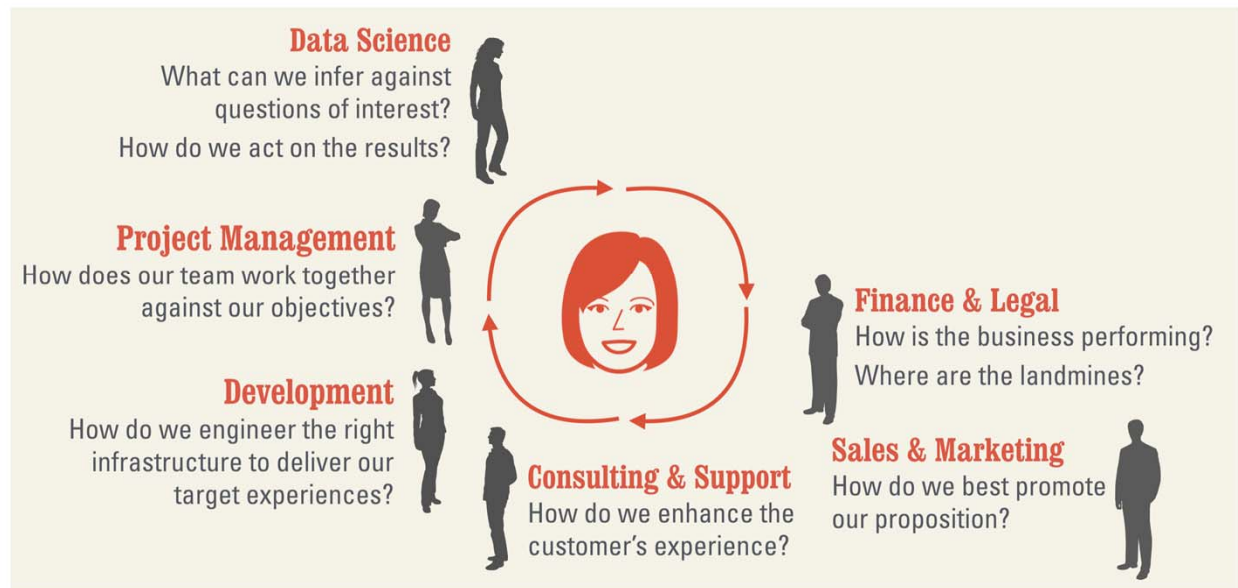 Data Science
What can we infer against
questions of interest?
How do we act on the results?
Project Management
How does our team work together
against our objectives?
Development
How do we engineer the right
infrastructure to deliver our
target experiences?
Consulting & Support
How do we enhance the
customer’s experience?
Finance & Legal
How is the business performing?
Where are the landmines?
Sales & Marketing
How do we best promote
our proposition?